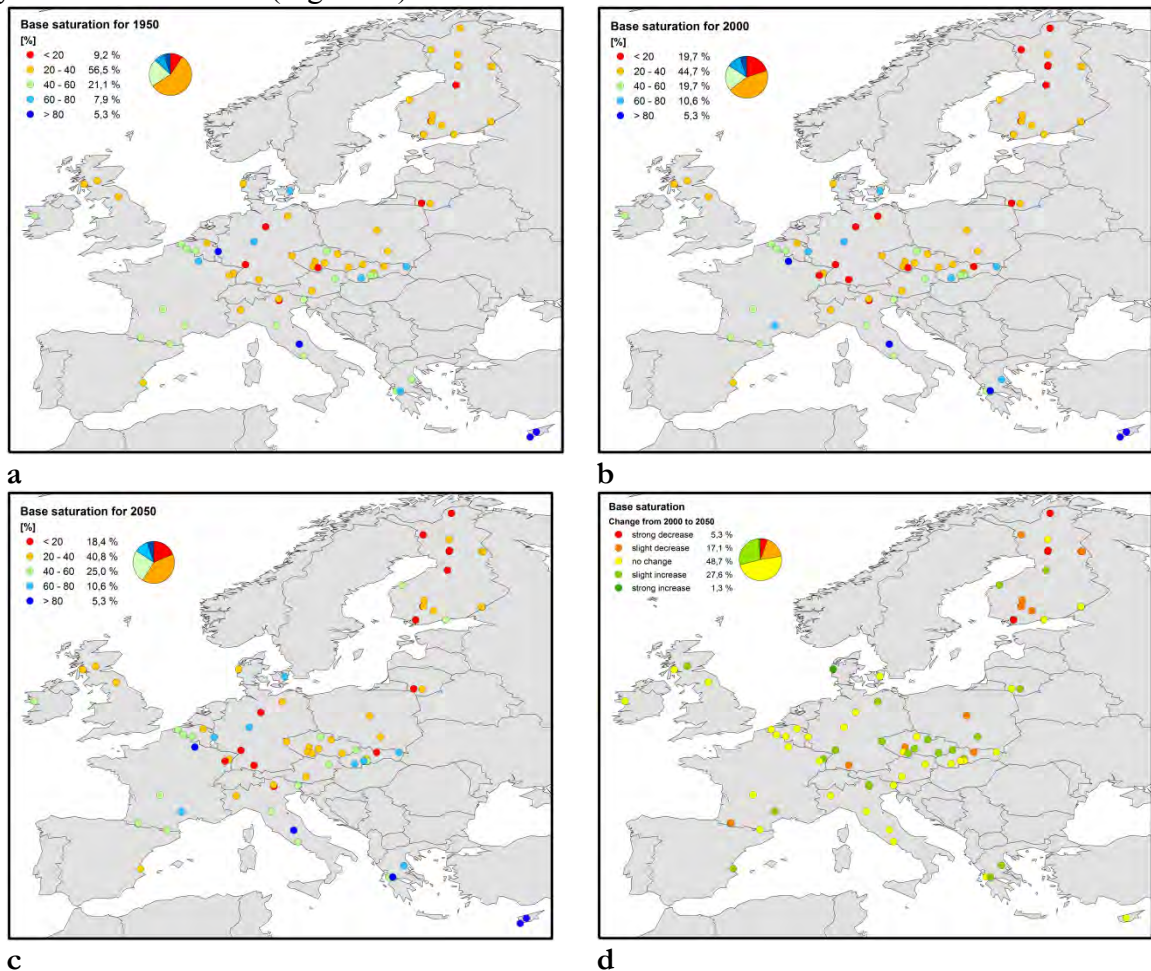 Base saturation for 1950
[%]
< 20 9,2 %
20 - 40 56,5 %
40 - 60 21,1 %
60 - 80 7,9 %
> 80 5,3 %
Base saturation for 2000
[%]
< 20 19,7 %
20 - 40 44,7 %
40 - 60 19,7 %
60 - 80 10,6 %
> 80 5,3 %
a
b
Base saturation for 2050
[%]
< 20 18,4 %
20 - 40 40,8 %
40 - 60 25,0 %
60 - 80 10,6 %
> 80 5,3 %
Base saturation
Change from 2000 to 2050
strong decrease 5,3 %
slight decrease 17,1 %
no change 48,7 %
slight increase 27,6 %
strong increase 1,3 %
c
d